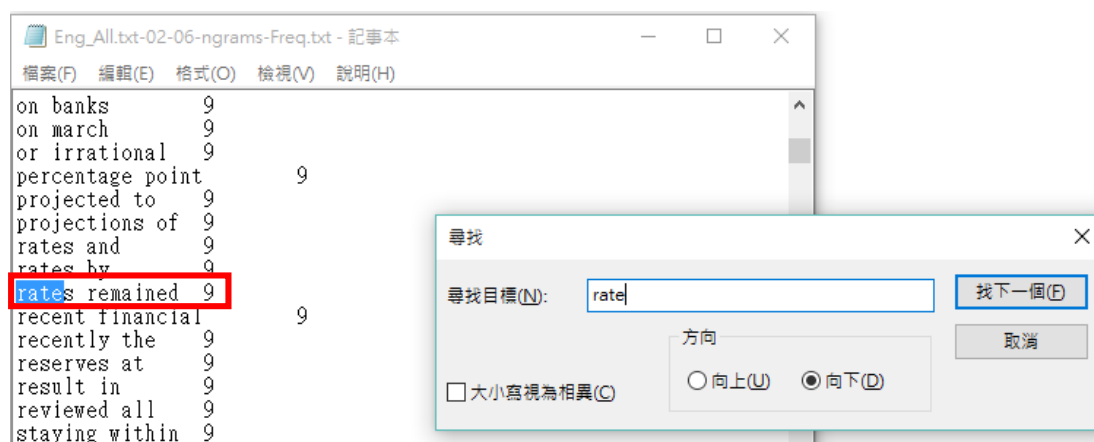 Eng_All.txt-02-06-ngrams-Freq.txt - 記事本
檔案(F) 編輯(E) 格式(O) 檢視(V) 說明(H)
on banks 9
on march 9
or irrational 9
percentage point 9
projected to 9
projections of 9
rates and 9
rates by 9
rates remained 9
recent financial 9
recently the 9
reserves at 9
result in 9
reviewed all 9
staying within 9
尋找
尋找目標(N): rate 找下一個(F)
方向 取消
大小寫視為相異(C) 向上(U) 向下(D)